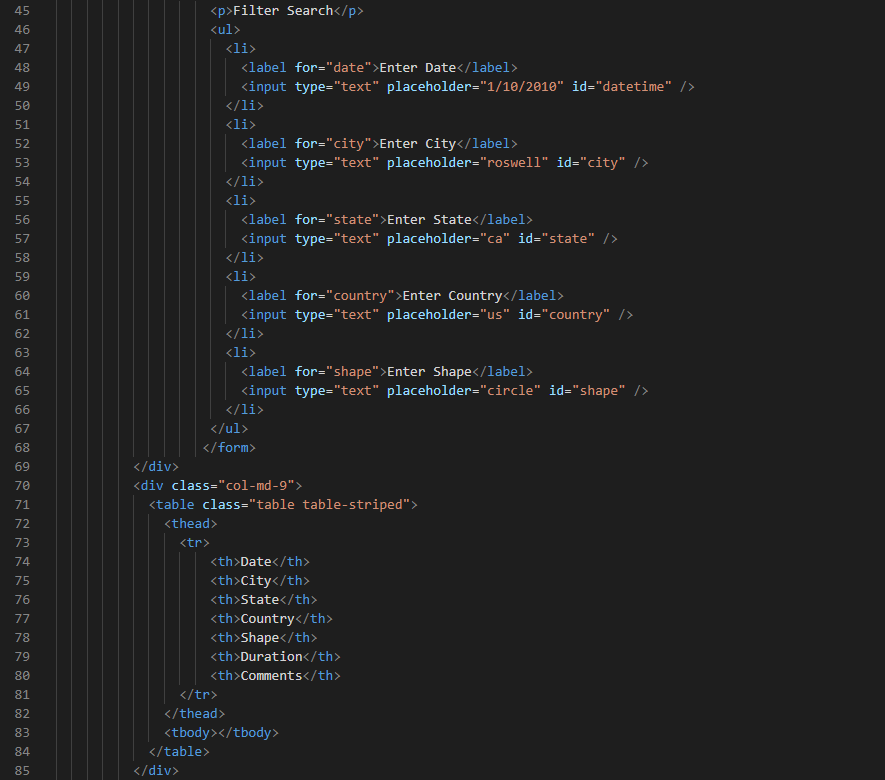 45 <p>Filter Search</p>
46 <ul>
47 <li>
48 <label for="date">Enter Date</label>
49 <input type="text" placeholder="1/10/2010" id="datetime" />
50 </li>
51 <li>
52 <label for="city">Enter City</label>
53 <input type="text" placeholder="roswell" id="city" />
54 </li>
55 <li>
56 <label for="state">Enter State</label>
57 <input type="text" placeholder="ca" id="state" />
58 </li>
59 <li>
60 <label for="country">Enter Country</label>
61 <input type="text" placeholder="us" id="country" />
62 </li>
63 <li>
64 <label for="shape">Enter Shape</label>
65 <input type="text" placeholder="circle" id="shape" />
66 </li>
67 </ul>
68 </form>
69 </div>
70 <div class="col-md-9">
71 <table class="table table-striped">
72 <thead>
73 <tr>
74 <th>Date</th>
75 <th>City</th>
76 <th>State</th>
77 <th>Country</th>
78 <th>Shape</th>
79 <th>Duration</th>
80 <th>Comments</th>
81 </tr>
82 </thead>
83 <tbody></tbody>
84 </table>
85 </div>